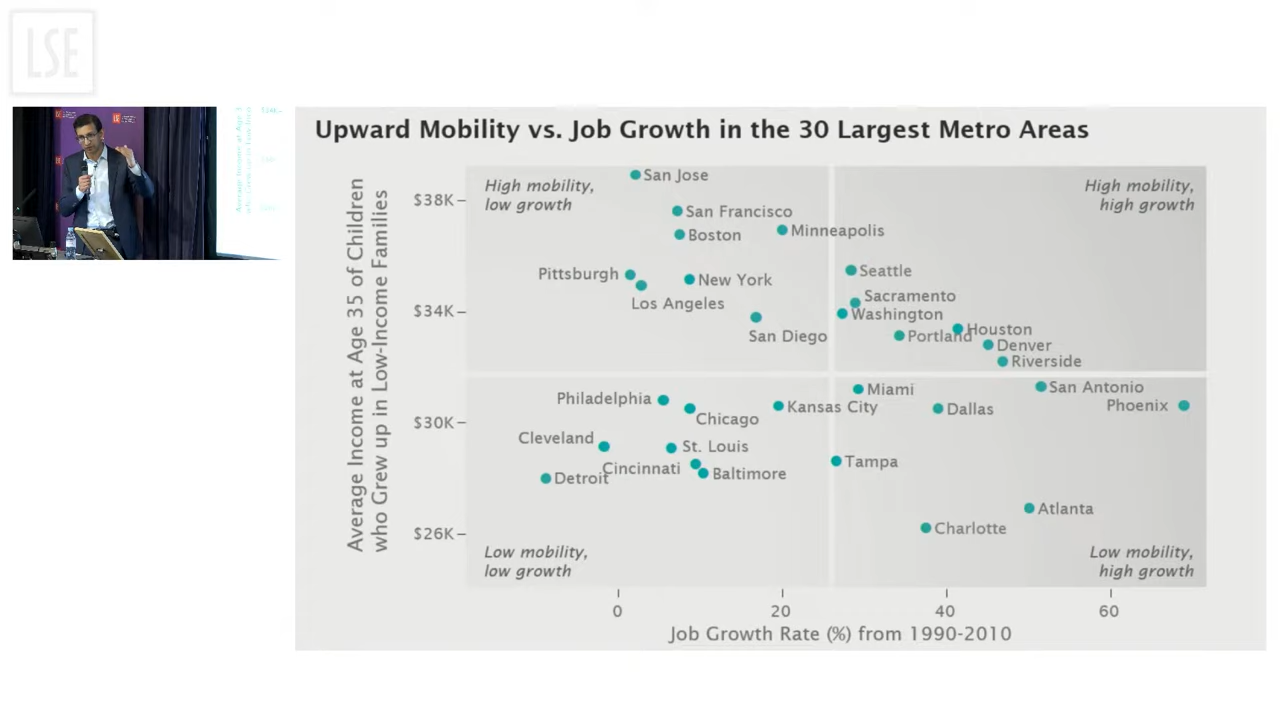 LSE
Upward Mobility vs. Job Growth in the 30 Largest Metro Areas
Average Income at Age 35 of Children
who Grew up in Low-Income Families
$38K
$34K
$30K
$26K
High mobility,
low growth
High mobility,
high growth
San Jose
San Francisco
Boston
Minneapolis
Pittsburgh
New York
Seattle
Los Angeles
Sacramento
Washington
San Diego
Portland
Houston
Denver
Riverside
Philadelphia
Miami
San Antonio
Chicago
Kansas City
Dallas
Phoenix
Cleveland
St. Louis
Cincinnati
Tampa
Detroit
Baltimore
Atlanta
Charlotte
Low mobility,
low growth
Low mobility,
high growth
0
20
40
60
Job Growth Rate (%) from 1990-2010